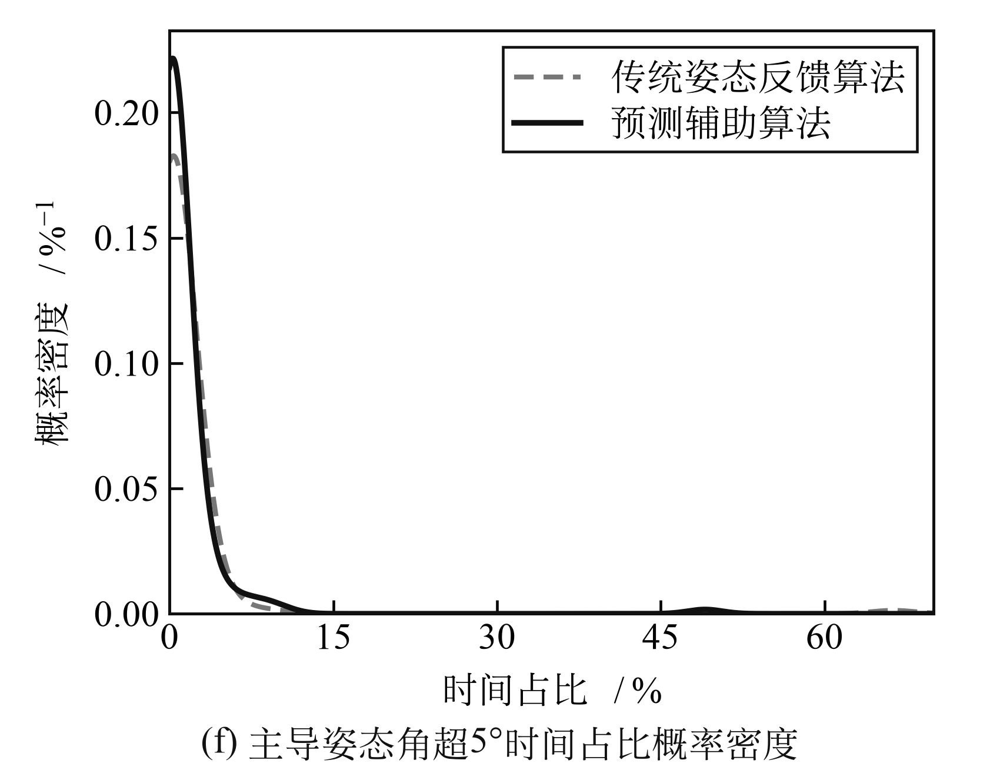 传统姿态反馈算法
预测辅助算法
概率密度 /%⁻¹
0.20
0.15
0.10
0.05
0.00
0 15 30 45 60
时间占比 /%
(f) 主导姿态角超5°时间占比概率密度